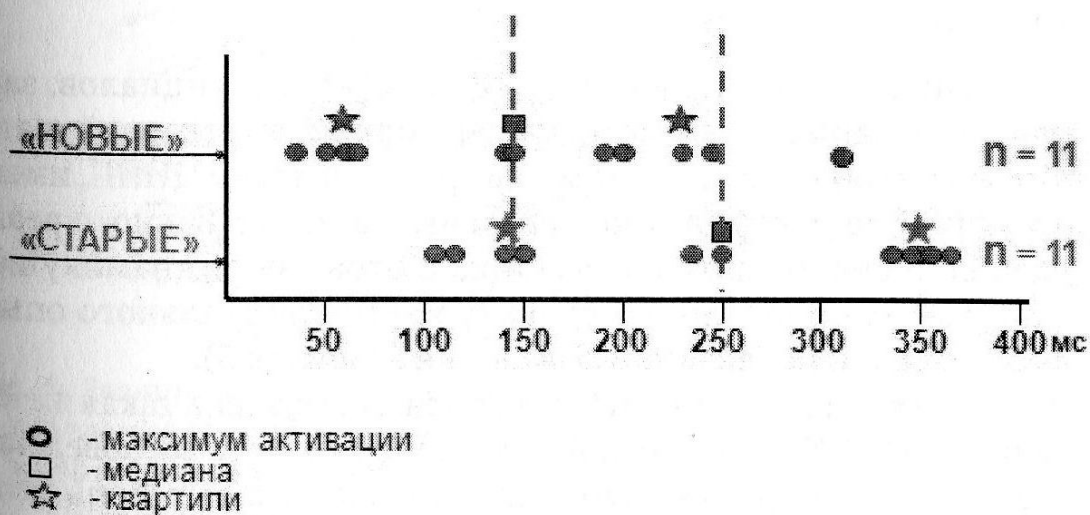 «НОВЫЕ»
n = 11
«СТАРЫЕ»
n = 11
50 100 150 200 250 300 350 400 мс
- максимум активации
- медиана
- квартили